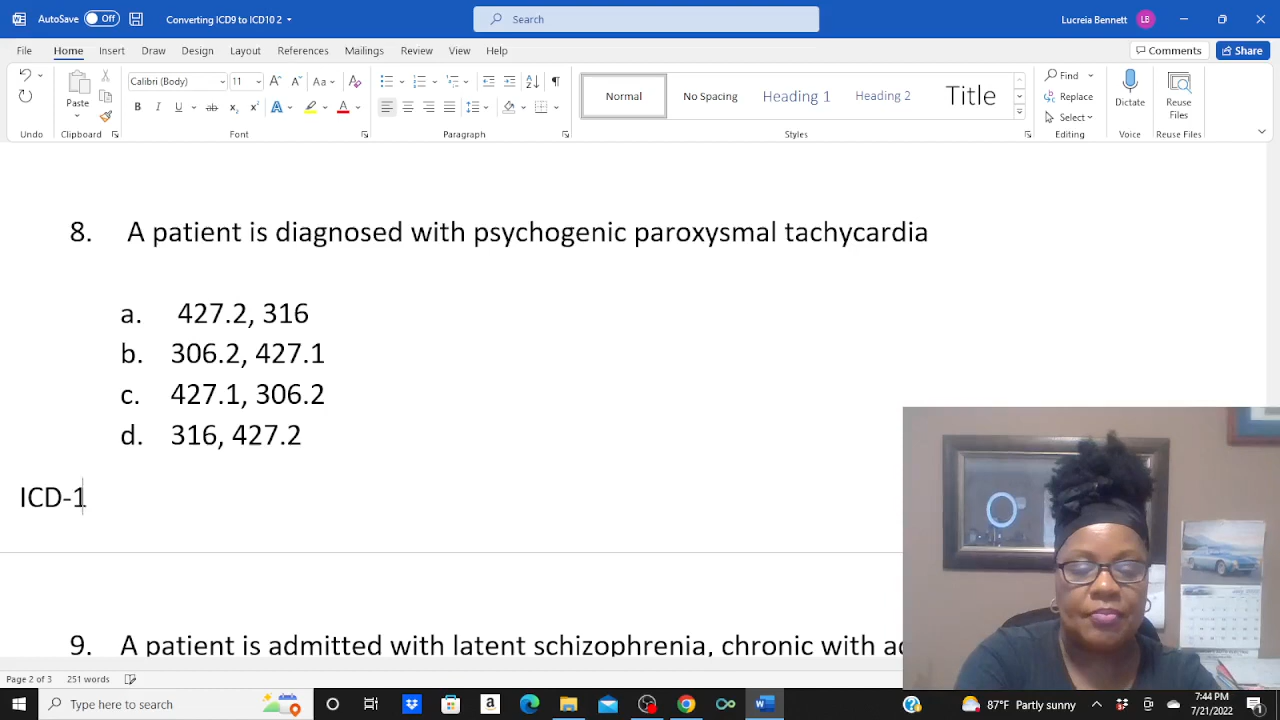 AutoSave Off Converting ICD9 to ICD10 2 Search Lucreia Bennett LB
File Home Insert Draw Design Layout References Mailings Review View Help Comments Share
Paste Calibri (Body) 11 Aa Normal No Spacing Heading 1 Heading 2 Title Find Replace Select Dictate Reuse Files
Undo Clipboard Font Paragraph Styles Editing Voice Reuse Files
8. A patient is diagnosed with psychogenic paroxysmal tachycardia
a. 427.2, 316
b. 306.2, 427.1
c. 427.1, 306.2
d. 316, 427.2
ICD-1
9. A patient is admitted with latent schizophrenia, chronic with
Page 2 of 3 251 words
Type here to search 87°F Partly sunny 7:44 PM
7/21/2022